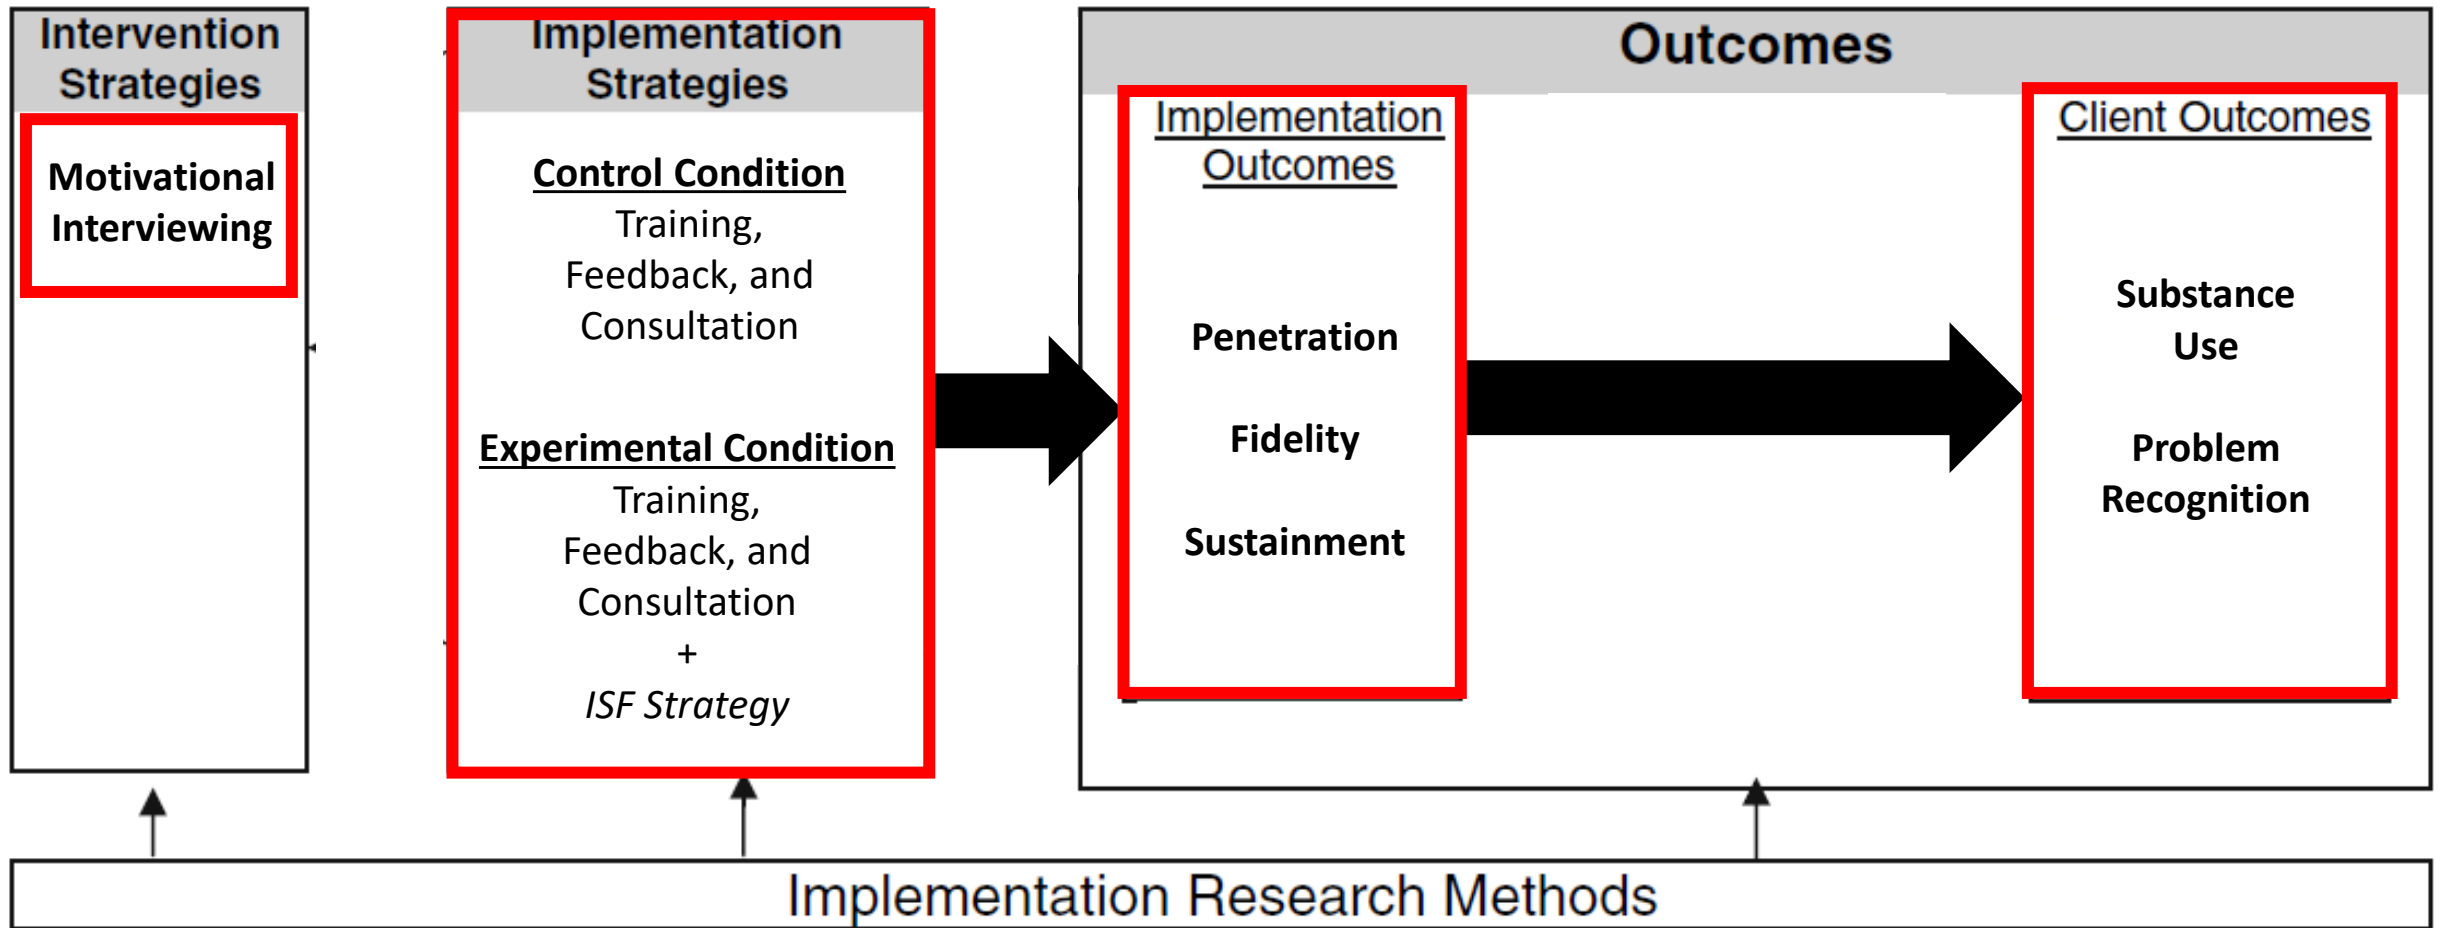 Intervention
Strategies
Motivational
Interviewing
Implementation
Strategies
Control Condition
Training,
Feedback, and
Consultation
Experimental Condition
Training,
Feedback, and
Consultation
+
ISF Strategy
Outcomes
Implementation
Outcomes
Penetration
Fidelity
Sustainment
Client Outcomes
Substance
Use
Problem
Recognition
Implementation Research Methods